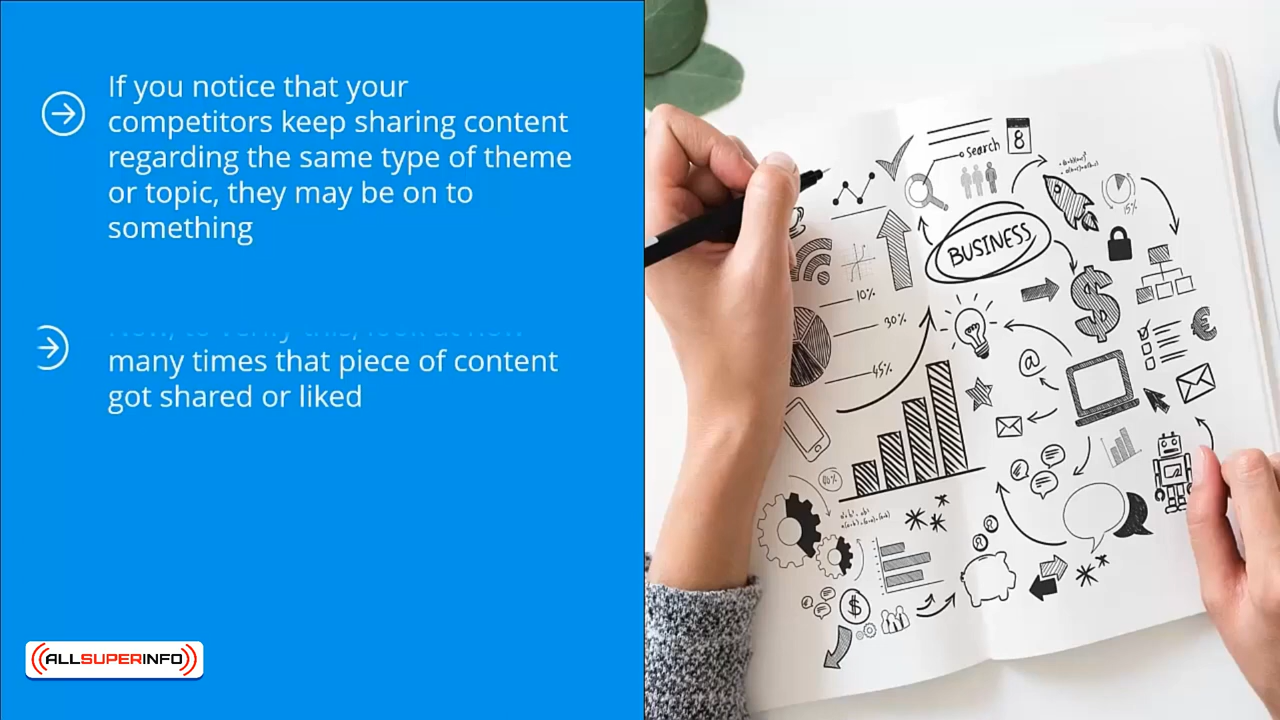 If you notice that your
competitors keep sharing content
regarding the same type of theme
or topic, they may be on to
something
many times that piece of content
got shared or liked
ALLSUPERINFO
search
8
BUSINESS
15%
10%
30%
45%
@